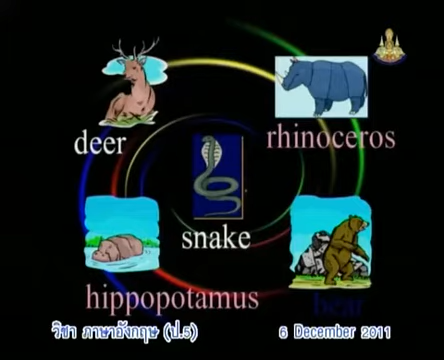 deer
rhinoceros
snake
hippopotamus
bear
วิชา ภาษาอังกฤษ (ป.5)
6 December 2011